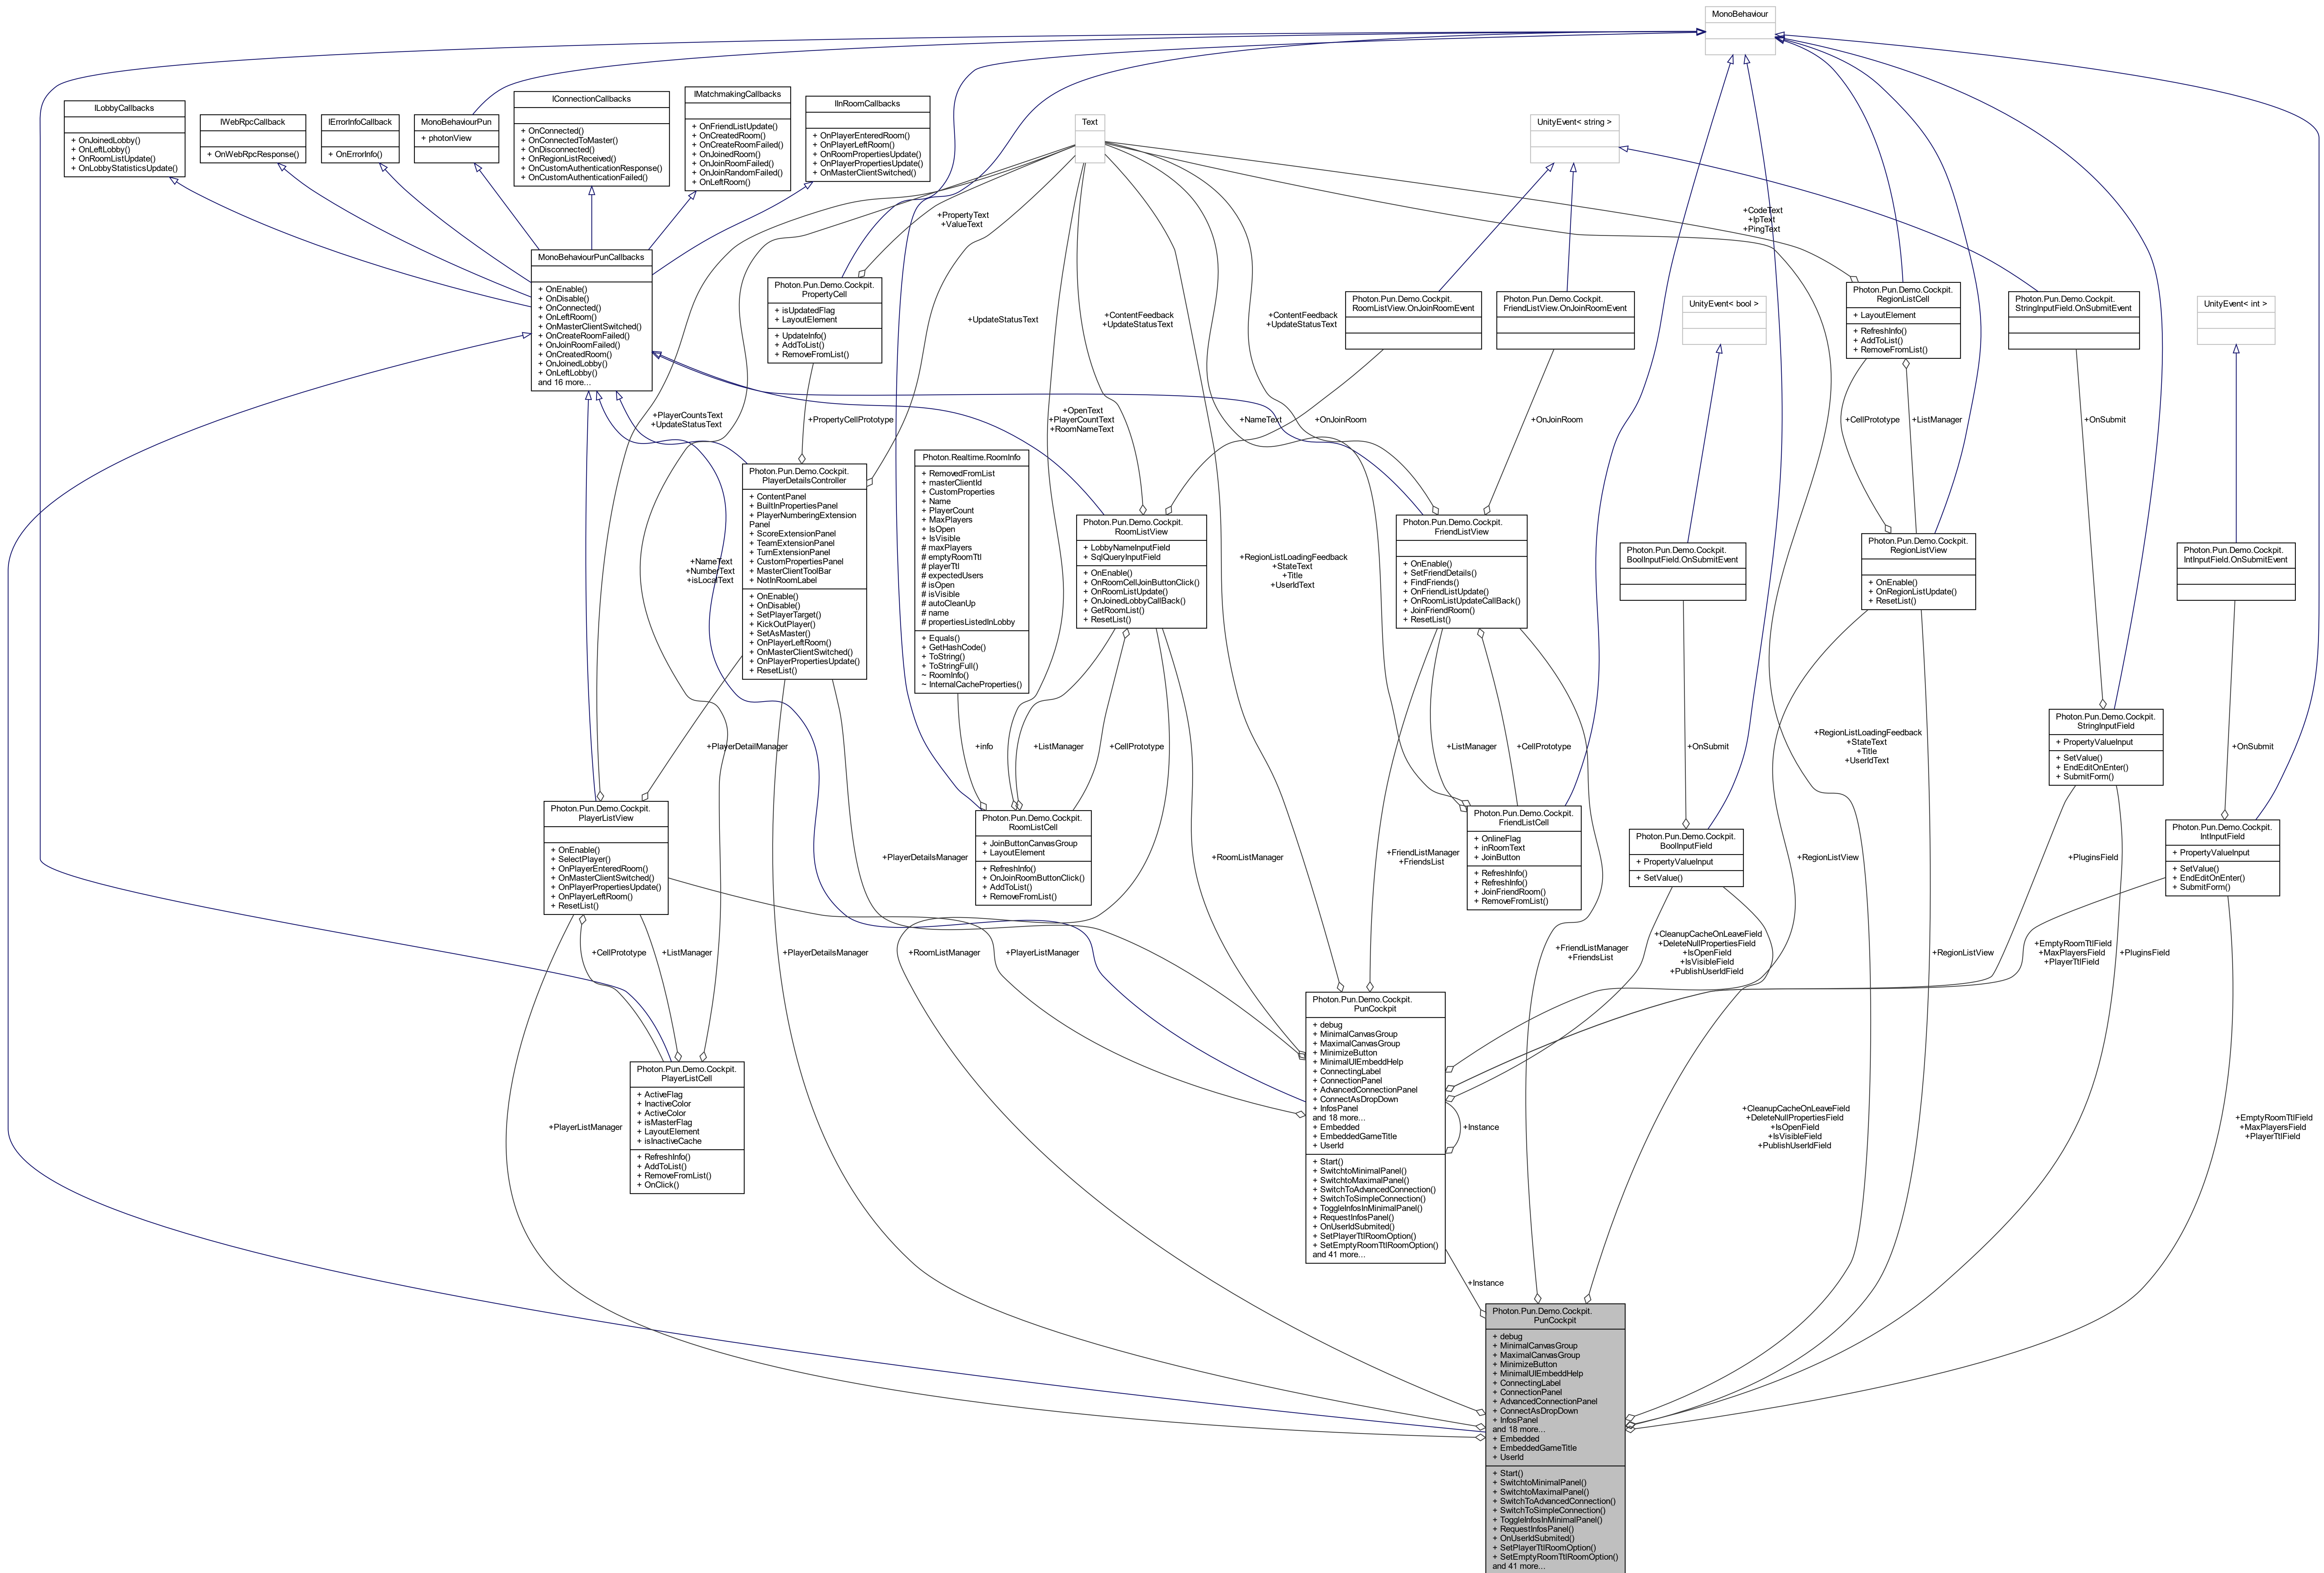 MonoBehaviour
ILobbyCallbacks
+ OnJoinedLobby()
+ OnLeftLobby()
+ OnRoomListUpdate()
+ OnLobbyStatisticsUpdate()
IWebRpcCallback
+ OnWebRpcResponse()
IErrorInfoCallback
+ OnErrorInfo()
MonoBehaviourPun
+ photonView
IConnectionCallbacks
+ OnConnected()
+ OnConnectedToMaster()
+ OnDisconnected()
+ OnRegionListReceived()
+ OnCustomAuthenticationResponse()
+ OnCustomAuthenticationFailed()
IMatchmakingCallbacks
+ OnFriendListUpdate()
+ OnCreatedRoom()
+ OnCreateRoomFailed()
+ OnJoinedRoom()
+ OnJoinRoomFailed()
+ OnJoinRandomFailed()
+ OnLeftRoom()
IInRoomCallbacks
+ OnPlayerEnteredRoom()
+ OnPlayerLeftRoom()
+ OnRoomPropertiesUpdate()
+ OnPlayerPropertiesUpdate()
+ OnMasterClientSwitched()
Text
UnityEvent< string >
+PropertyText
+ValueText
+CodeText
+IpText
+PingText
MonoBehaviourPunCallbacks
+ OnEnable()
+ OnDisable()
+ OnConnected()
+ OnLeftRoom()
+ OnMasterClientSwitched()
+ OnCreateRoomFailed()
+ OnJoinRoomFailed()
+ OnCreatedRoom()
+ OnJoinedLobby()
+ OnLeftLobby()
and 16 more...
Photon.Pun.Demo.Cockpit.
PropertyCell
+ isUpdatedFlag
+ LayoutElement
+ UpdateInfo()
+ AddToList()
+ RemoveFromList()
+UpdateStatusText
+ContentFeedback
+UpdateStatusText
+ContentFeedback
+UpdateStatusText
Photon.Pun.Demo.Cockpit.
RoomListView.OnJoinRoomEvent
Photon.Pun.Demo.Cockpit.
FriendListView.OnJoinRoomEvent
UnityEvent< bool >
Photon.Pun.Demo.Cockpit.
RegionListCell
+ LayoutElement
+ RefreshInfo()
+ AddToList()
+ RemoveFromList()
Photon.Pun.Demo.Cockpit.
StringInputField.OnSubmitEvent
UnityEvent< int >
+PlayerCountsText
+UpdateStatusText
+PropertyCellPrototype
+OpenText
+PlayerCountText
+RoomNameText
+NameText
+OnJoinRoom
+OnJoinRoom
+CellPrototype
+ListManager
+OnSubmit
Photon.Pun.Demo.Cockpit.
PlayerDetailsController
+ ContentPanel
+ BuiltInPropertiesPanel
+ PlayerNumberingExtension
Panel
+ ScoreExtensionPanel
+ TeamExtensionPanel
+ TurnExtensionPanel
+ CustomPropertiesPanel
+ MasterClientToolBar
+ NotInRoomLabel
+ OnEnable()
+ OnDisable()
+ SetPlayerTarget()
+ KickOutPlayer()
+ SetAsMaster()
+ OnPlayerLeftRoom()
+ OnMasterClientSwitched()
+ OnPlayerPropertiesUpdate()
+ ResetList()
Photon.Realtime.RoomInfo
+ RemovedFromList
+ masterClientId
+ CustomProperties
+ Name
+ PlayerCount
+ MaxPlayers
+ IsOpen
+ IsVisible
# maxPlayers
# emptyRoomTtl
# playerTtl
# expectedUsers
# isOpen
# isVisible
# autoCleanUp
# name
# propertiesListedInLobby
+ Equals()
+ GetHashCode()
+ ToString()
+ ToStringFull()
~ RoomInfo()
~ InternalCacheProperties()
Photon.Pun.Demo.Cockpit.
RoomListView
+ LobbyNameInputField
+ SqlQueryInputField
+ OnEnable()
+ OnRoomCellJoinButtonClick()
+ OnRoomListUpdate()
+ OnJoinedLobbyCallBack()
+ GetRoomList()
+ ResetList()
Photon.Pun.Demo.Cockpit.
FriendListView
+ OnEnable()
+ SetFriendDetails()
+ FindFriends()
+ OnFriendListUpdate()
+ OnRoomListUpdateCallBack()
+ JoinFriendRoom()
+ ResetList()
Photon.Pun.Demo.Cockpit.
BoolInputField.OnSubmitEvent
Photon.Pun.Demo.Cockpit.
RegionListView
+ OnEnable()
+ OnRegionListUpdate()
+ ResetList()
Photon.Pun.Demo.Cockpit.
IntInputField.OnSubmitEvent
+NameText
+NumberText
+isLocalText
+RegionListLoadingFeedback
+StateText
+Title
+UserIdText
+PlayerDetailManager
+info
+ListManager
+CellPrototype
+ListManager
+CellPrototype
+OnSubmit
+RegionListLoadingFeedback
+StateText
+Title
+UserIdText
Photon.Pun.Demo.Cockpit.
StringInputField
+ PropertyValueInput
+ SetValue()
+ EndEditOnEnter()
+ SubmitForm()
+OnSubmit
Photon.Pun.Demo.Cockpit.
PlayerListView
+ OnEnable()
+ SelectPlayer()
+ OnPlayerEnteredRoom()
+ OnMasterClientSwitched()
+ OnPlayerPropertiesUpdate()
+ OnPlayerLeftRoom()
+ ResetList()
+PlayerDetailsManager
Photon.Pun.Demo.Cockpit.
RoomListCell
+ JoinButtonCanvasGroup
+ LayoutElement
+ RefreshInfo()
+ OnJoinRoomButtonClick()
+ AddToList()
+ RemoveFromList()
+RoomListManager
+FriendListManager
+FriendsList
Photon.Pun.Demo.Cockpit.
FriendListCell
+ OnlineFlag
+ inRoomText
+ JoinButton
+ RefreshInfo()
+ RefreshInfo()
+ JoinFriendRoom()
+ RemoveFromList()
Photon.Pun.Demo.Cockpit.
BoolInputField
+ PropertyValueInput
+ SetValue()
+RegionListView
+PluginsField
Photon.Pun.Demo.Cockpit.
IntInputField
+ PropertyValueInput
+ SetValue()
+ EndEditOnEnter()
+ SubmitForm()
+CellPrototype
+ListManager
+PlayerDetailsManager
+RoomListManager
+PlayerListManager
+FriendListManager
+FriendsList
+CleanupCacheOnLeaveField
+DeleteNullPropertiesField
+IsOpenField
+IsVisibleField
+PublishUserIdField
+RegionListView
+EmptyRoomTtlField
+MaxPlayersField
+PlayerTtlField
+PluginsField
Photon.Pun.Demo.Cockpit.
PlayerListCell
+ ActiveFlag
+ InactiveColor
+ ActiveColor
+ isMasterFlag
+ LayoutElement
+ isInactiveCache
+ RefreshInfo()
+ AddToList()
+ RemoveFromList()
+ OnClick()
+PlayerListManager
Photon.Pun.Demo.Cockpit.
PunCockpit
+ debug
+ MinimalCanvasGroup
+ MaximalCanvasGroup
+ MinimizeButton
+ MinimalUIEmbeddHelp
+ ConnectingLabel
+ ConnectionPanel
+ AdvancedConnectionPanel
+ ConnectAsDropDown
+ InfosPanel
and 18 more...
+ Embedded
+ EmbeddedGameTitle
+ UserId
+ Start()
+ SwitchtoMinimalPanel()
+ SwitchtoMaximalPanel()
+ SwitchToAdvancedConnection()
+ SwitchToSimpleConnection()
+ ToggleInfosInMinimalPanel()
+ RequestInfosPanel()
+ OnUserIdSubmited()
+ SetPlayerTtlRoomOption()
+ SetEmptyRoomTtlRoomOption()
and 41 more...
+Instance
+CleanupCacheOnLeaveField
+DeleteNullPropertiesField
+IsOpenField
+IsVisibleField
+PublishUserIdField
+EmptyRoomTtlField
+MaxPlayersField
+PlayerTtlField
+Instance
Photon.Pun.Demo.Cockpit.
PunCockpit
+ debug
+ MinimalCanvasGroup
+ MaximalCanvasGroup
+ MinimizeButton
+ MinimalUIEmbeddHelp
+ ConnectingLabel
+ ConnectionPanel
+ AdvancedConnectionPanel
+ ConnectAsDropDown
+ InfosPanel
and 18 more...
+ Embedded
+ EmbeddedGameTitle
+ UserId
+ Start()
+ SwitchtoMinimalPanel()
+ SwitchtoMaximalPanel()
+ SwitchToAdvancedConnection()
+ SwitchToSimpleConnection()
+ ToggleInfosInMinimalPanel()
+ RequestInfosPanel()
+ OnUserIdSubmited()
+ SetPlayerTtlRoomOption()
+ SetEmptyRoomTtlRoomOption()
and 41 more...